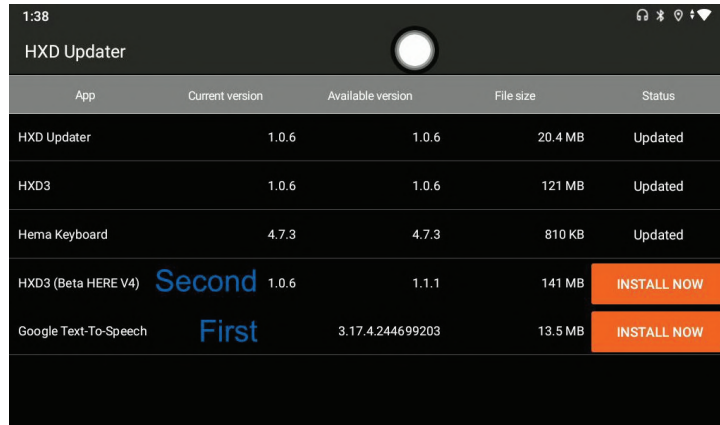 1:38
HXD Updater
App Current version Available version File size Status
HXD Updater 1.0.6 1.0.6 20.4 MB Updated
HXD3 1.0.6 1.0.6 121 MB Updated
Hema Keyboard 4.7.3 4.7.3 810 KB Updated
HXD3 (Beta HERE V4) Second 1.0.6 1.1.1 141 MB INSTALL NOW
Google Text-To-Speech First 3.17.4.244699203 13.5 MB INSTALL NOW